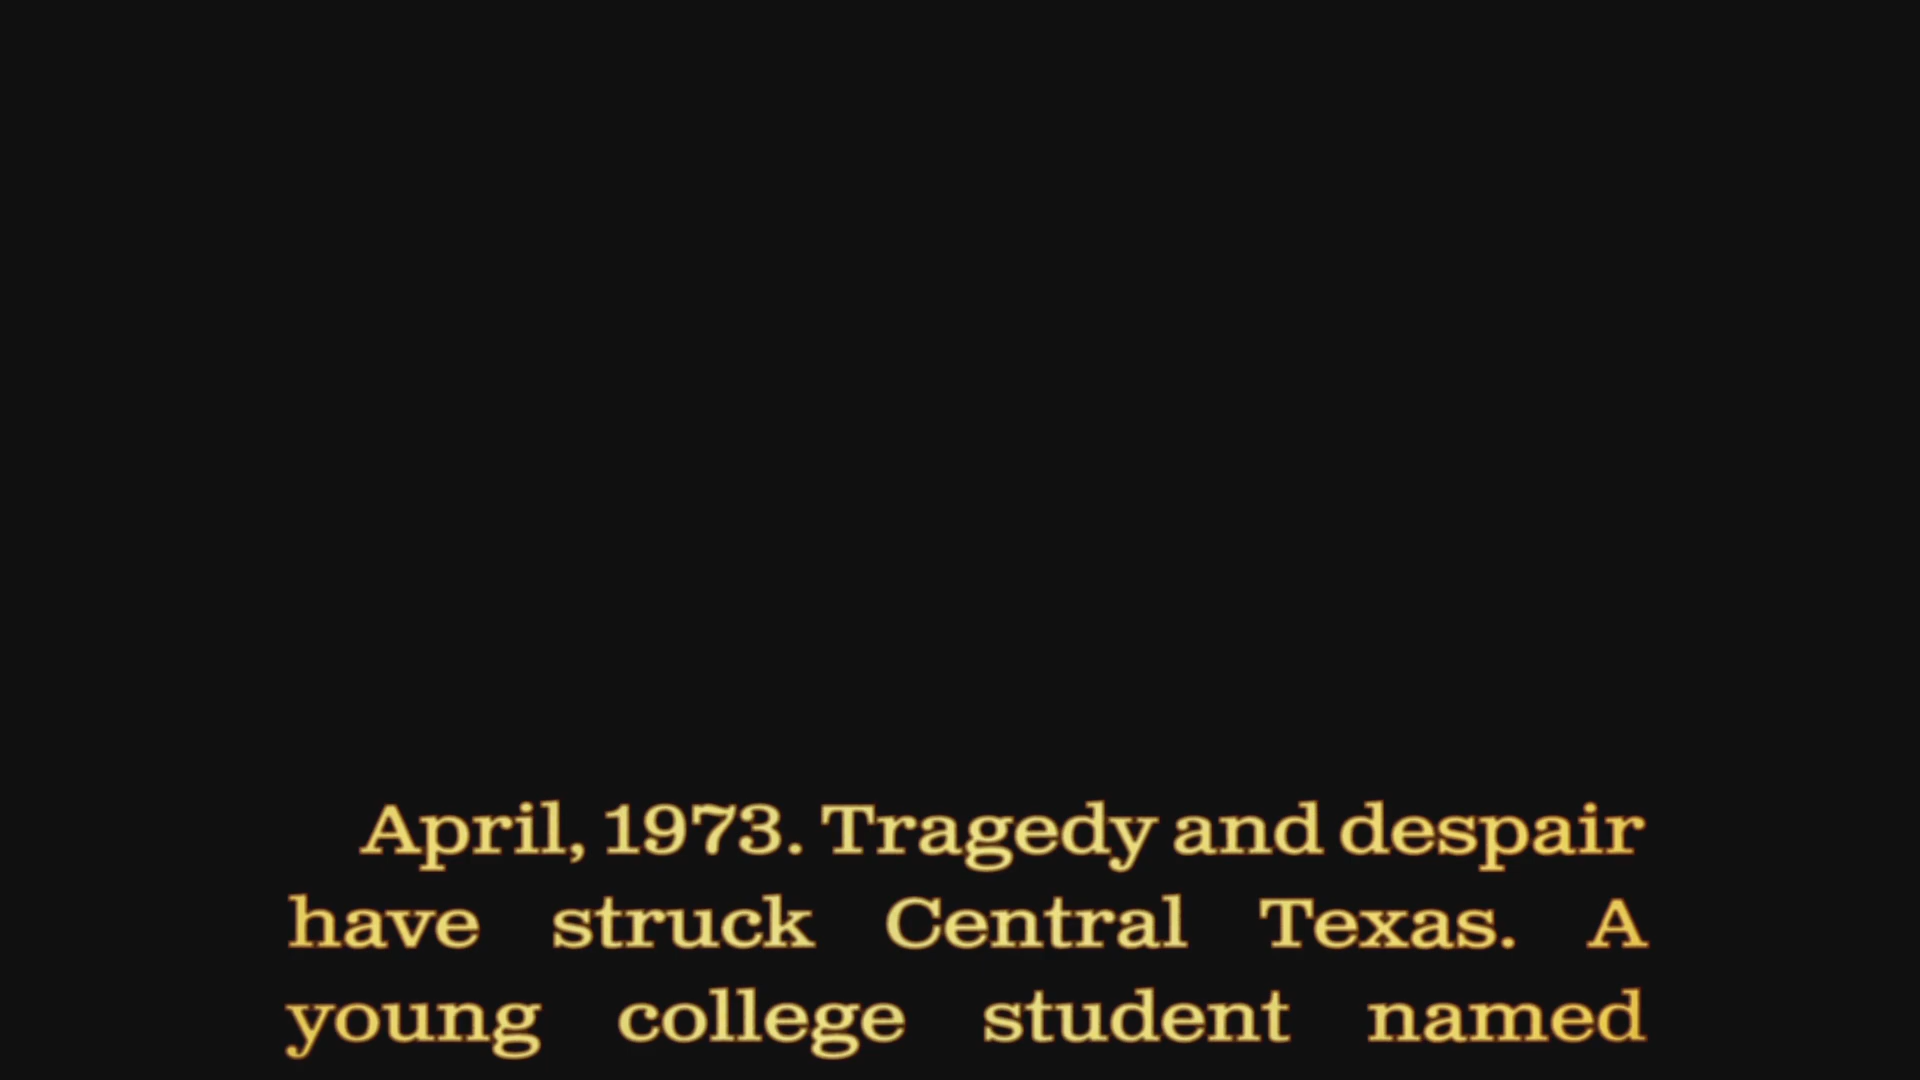 April, 1973. Tragedy and despair
have struck Central Texas. A
young college student named